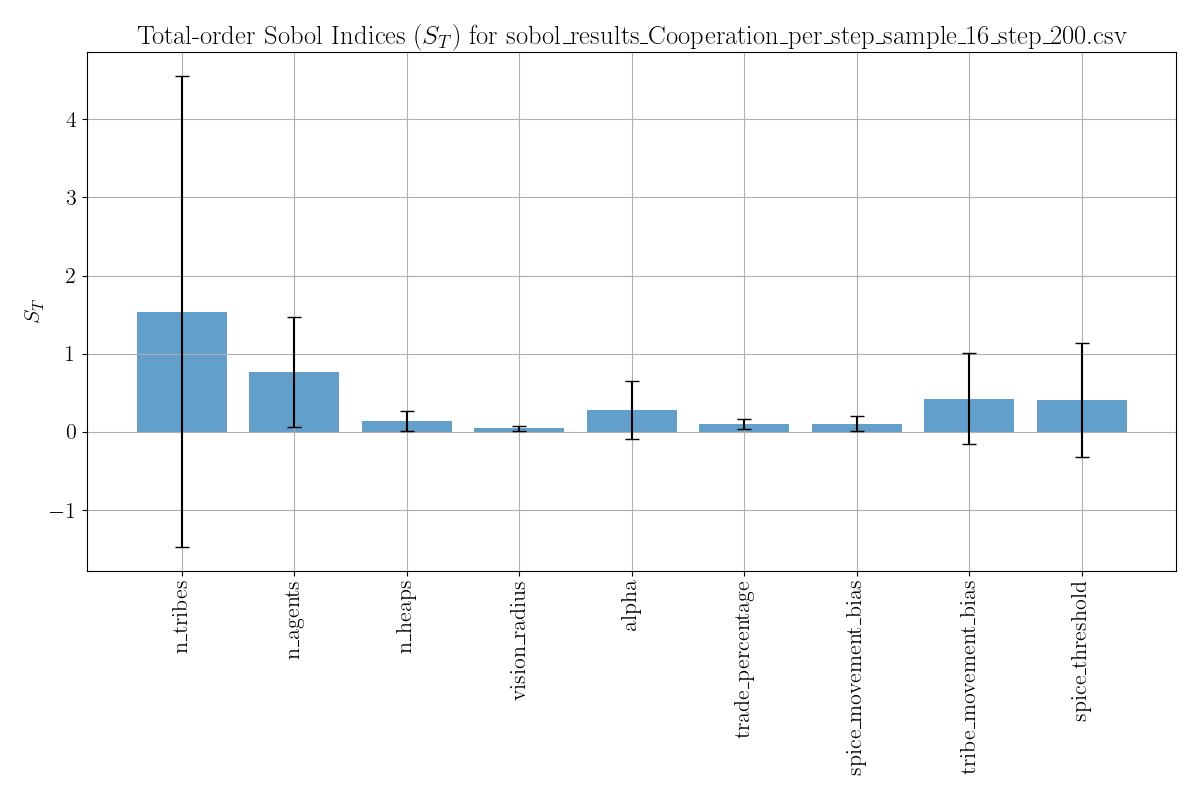 Total-order Sobol Indices (S_T) for sobol_results_Cooperation_per_step_sample_16_step_200.csv
4
3
2
1
0
−1
S_T
n_tribes
n_agents
n_heaps
vision_radius
alpha
trade_percentage
spice_movement_bias
tribe_movement_bias
spice_threshold